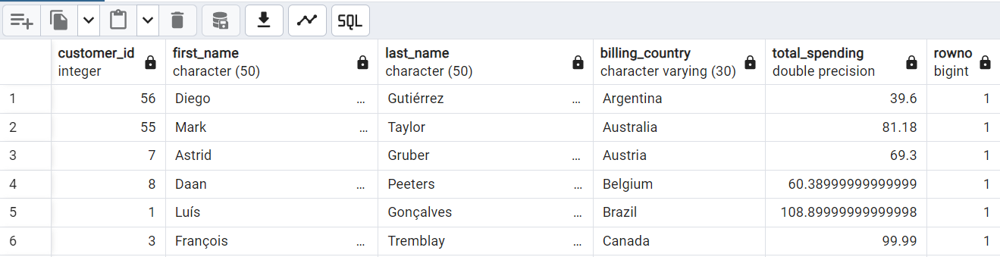 SQL
customer_id first_name last_name billing_country total_spending rowno
integer character (50) character (50) character varying (30) double precision bigint
1 56 Diego … Gutiérrez … Argentina 39.6 1
2 55 Mark … Taylor Australia 81.18 1
3 7 Astrid Gruber … Austria 69.3 1
4 8 Daan … Peeters … Belgium 60.38999999999999 1
5 1 Luís Gonçalves … Brazil 108.89999999999998 1
6 3 François … Tremblay … Canada 99.99 1